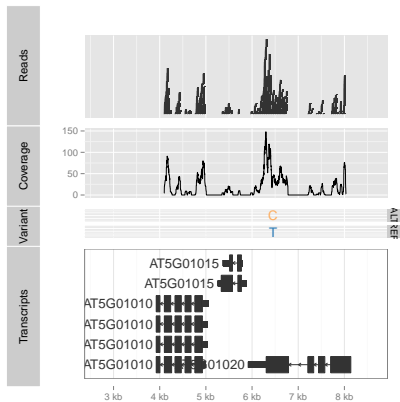 Reads
Coverage
150
100
50
0
Variant
C
T
ALT
REF
Transcripts
AT5G01015
AT5G01015
AT5G01010
AT5G01010
AT5G01010
AT5G01010
01020
3 kb
4 kb
5 kb
6 kb
7 kb
8 kb